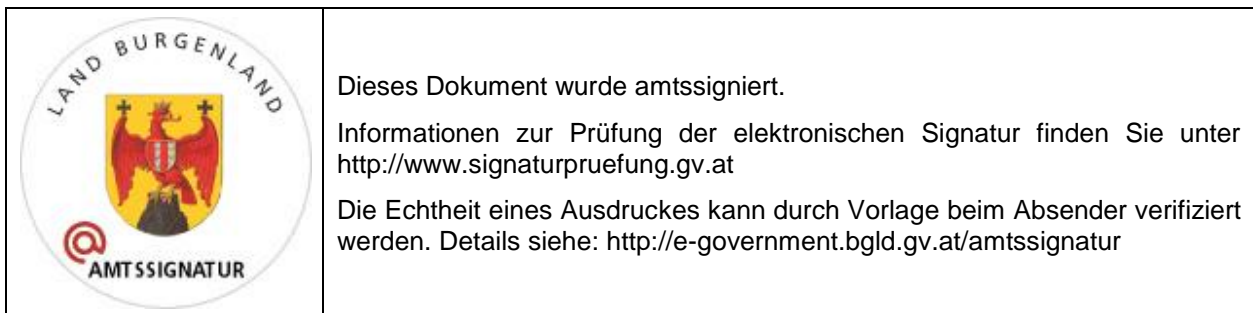 LAND BURGENLAND
@
AMTSSIGNATUR
Dieses Dokument wurde amtssigniert.
Informationen zur Prüfung der elektronischen Signatur finden Sie unter
http://www.signaturpruefung.gv.at
Die Echtheit eines Ausdruckes kann durch Vorlage beim Absender verifiziert
werden. Details siehe: http://e-government.bgld.gv.at/amtssignatur